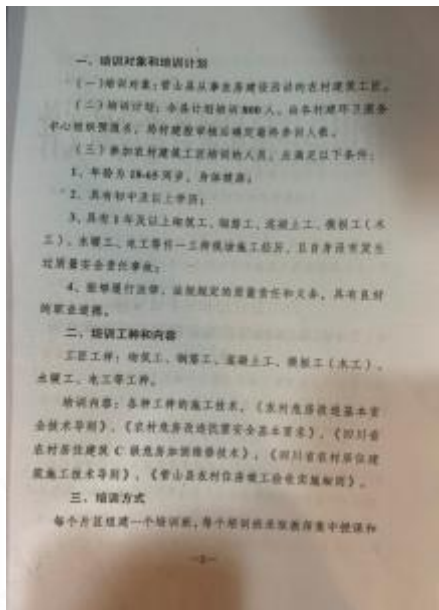 一、培训对象和培训计划
（一）培训对象：营山县从事农房建设活动的农村建筑工匠。
（二）培训计划：全县计划培训800人，由各村建环卫服务
中心组织预报名，局村建股审核后确定最终参训人数。
（三）参加农村建筑工匠培训的人员，应满足以下条件：
1、年龄为18-65周岁，身体健康；
2、具有初中及以上学历；
3、具有1年及以上砌筑工、钢筋工、混凝土工、模板工（木
工）、水暖工、电工等任一工种现场施工经历，且自身没有发生
过质量安全责任事故；
4、能够履行法律、法规规定的质量责任和义务，具有良好
的职业道德。
二、培训工种和内容
工匠工种：砌筑工、钢筋工、混凝土工、模板工（木工）、
水暖工、电工等工种。
培训内容：各种工种的施工技术，《农村危房改造基本安
全技术导则》、《农村危房改造抗震安全基本要求》、《四川省
农村居住建筑C级危房加固维修技术》、《四川省农村居住建
筑施工技术导则》、《营山县农村住房竣工验收实施细则》。
三、培训方式
每个片区组建一个培训班，每个培训班采取教师集中授课和
—2—